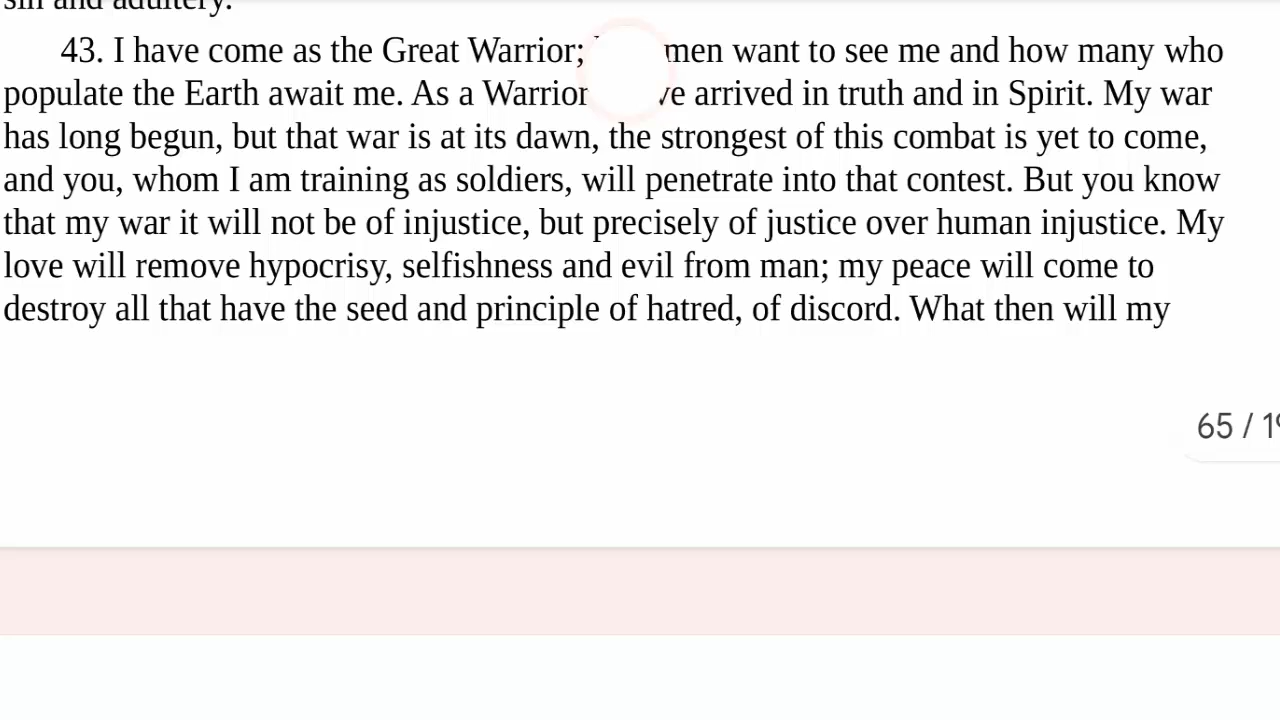 sin and adultery.
43. I have come as the Great Warrior; men want to see me and how many who
populate the Earth await me. As a Warrior arrived in truth and in Spirit. My war
has long begun, but that war is at its dawn, the strongest of this combat is yet to come,
and you, whom I am training as soldiers, will penetrate into that contest. But you know
that my war it will not be of injustice, but precisely of justice over human injustice. My
love will remove hypocrisy, selfishness and evil from man; my peace will come to
destroy all that have the seed and principle of hatred, of discord. What then will my
65 /